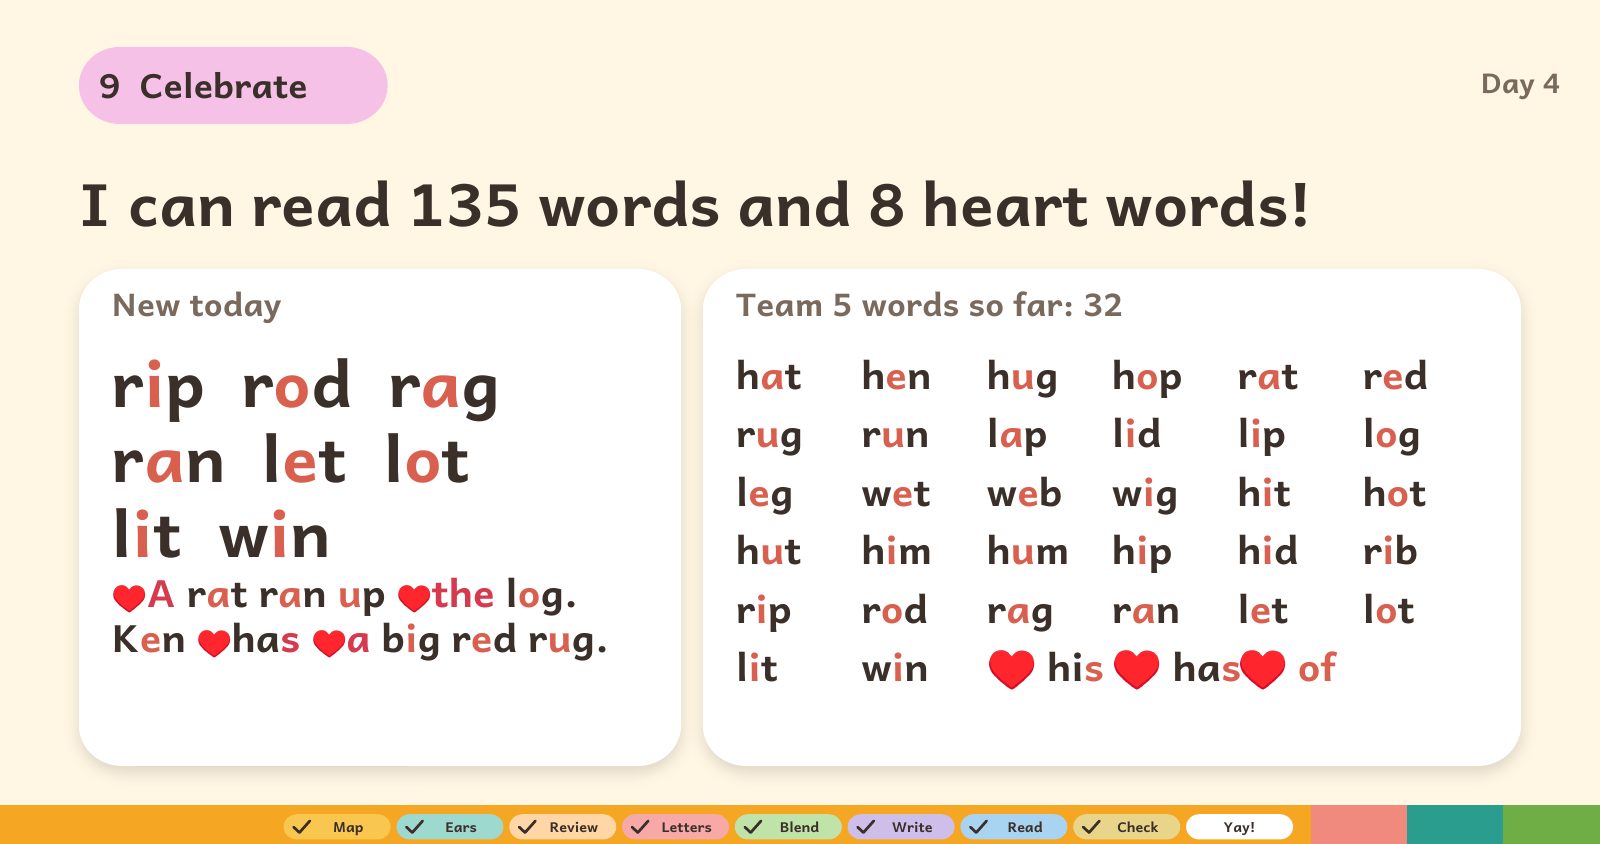 9 Celebrate
Day 4
I can read 135 words and 8 heart words!
New today
rip rod rag
ran let lot
lit win
A rat ran up the log.
Ken has a big red rug.
Team 5 words so far: 32
hat hen hug hop rat red
rug run lap lid lip log
leg wet web wig hit hot
hut him hum hip hid rib
rip rod rag ran let lot
lit win his has of
Map Ears Review Letters Blend Write Read Check Yay!